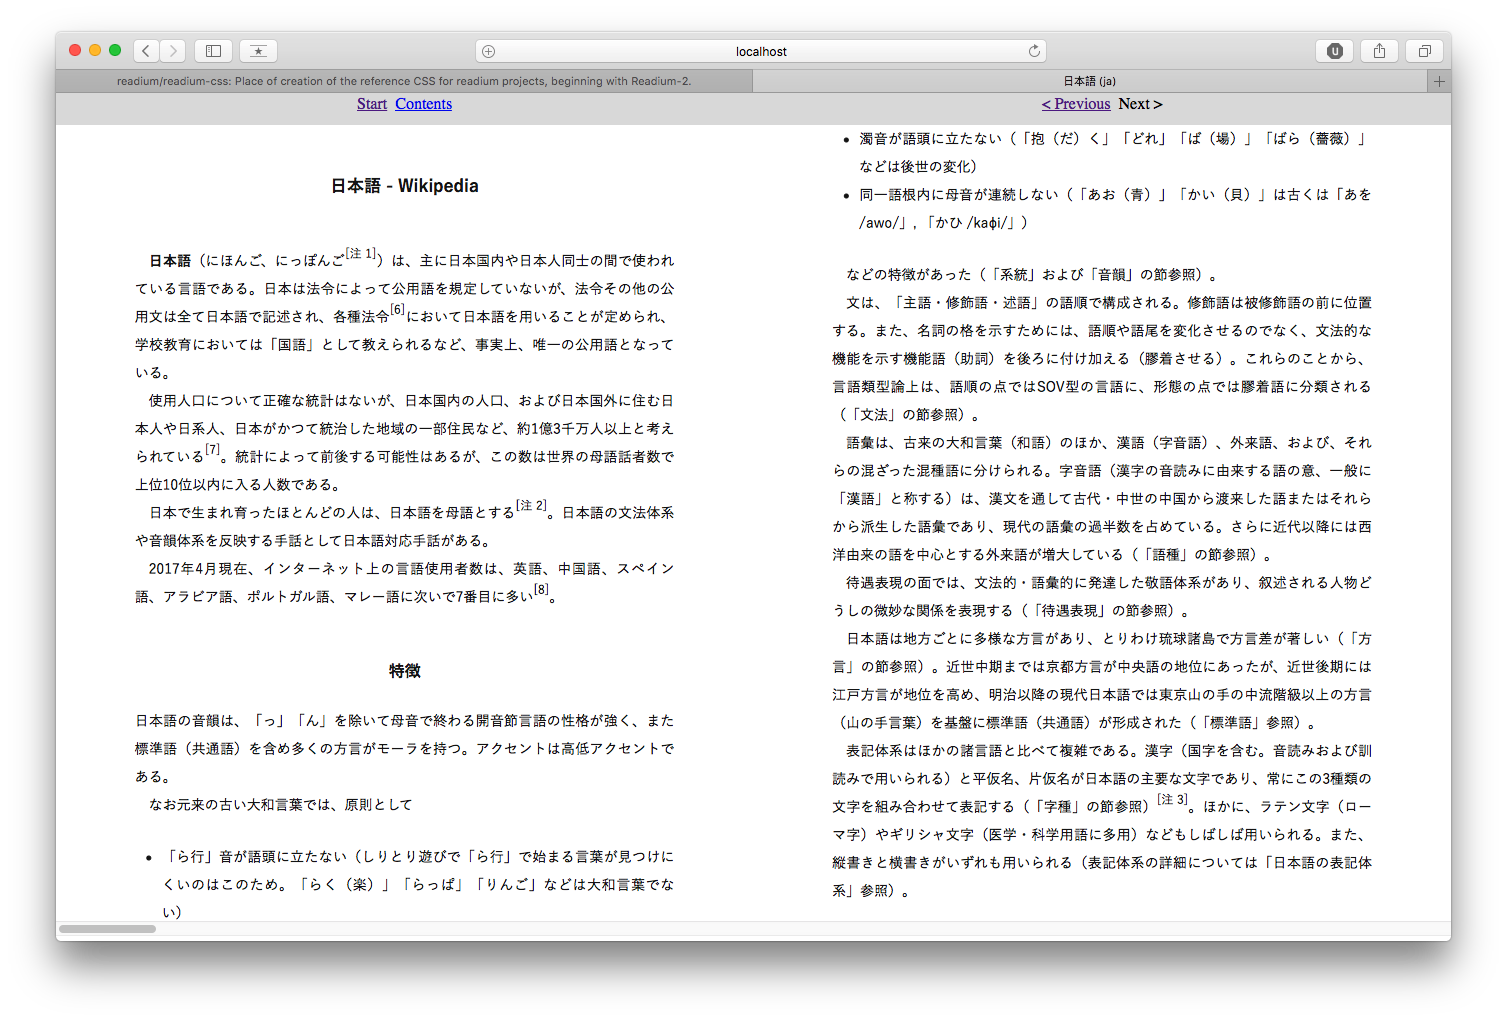 localhost
readium/readium-css: Place of creation of the reference CSS for readium projects, beginning with Readium-2.
日本語 (ja)
Start Contents
< Previous Next >
日本語 - Wikipedia
日本語（にほんご、にっぽんご[注 1]）は、主に日本国内や日本人同士の間で使われ
ている言語である。日本は法令によって公用語を規定していないが、法令その他の公
用文は全て日本語で記述され、各種法令[6]において日本語を用いることが定められ、
学校教育においては「国語」として教えられるなど、事実上、唯一の公用語となって
いる。
使用人口について正確な統計はないが、日本国内の人口、および日本国外に住む日
本人や日系人、日本がかつて統治した地域の一部住民など、約1億3千万人以上と考え
られている[7]。統計によって前後する可能性はあるが、この数は世界の母語話者数で
上位10位以内に入る人数である。
日本で生まれ育ったほとんどの人は、日本語を母語とする[注 2]。日本語の文法体系
や音韻体系を反映する手話として日本語対応手話がある。
2017年4月現在、インターネット上の言語使用者数は、英語、中国語、スペイン
語、アラビア語、ポルトガル語、マレー語に次いで7番目に多い[8]。
特徴
日本語の音韻は、「っ」「ん」を除いて母音で終わる開音節言語の性格が強く、また
標準語（共通語）を含め多くの方言がモーラを持つ。アクセントは高低アクセントで
ある。
なお元来の古い大和言葉では、原則として
• 「ら行」音が語頭に立たない（しりとり遊びで「ら行」で始まる言葉が見つけに
くいのはこのため。「らく（楽）」「らっぱ」「りんご」などは大和言葉でな
い）
• 濁音が語頭に立たない（「抱（だ）く」「どれ」「ば（場）」「ばら（薔薇）」
などは後世の変化）
• 同一語根内に母音が連続しない（「あお（青）」「かい（貝）」は古くは「あを
/awo/」, 「かひ /kaɸi/」）
などの特徴があった（「系統」および「音韻」の節参照）。
文は、「主語・修飾語・述語」の語順で構成される。修飾語は被修飾語の前に位置
する。また、名詞の格を示すためには、語順や語尾を変化させるのでなく、文法的な
機能を示す機能語（助詞）を後ろに付け加える（膠着させる）。これらのことから、
言語類型論上は、語順の点ではSOV型の言語に、形態の点では膠着語に分類される
（「文法」の節参照）。
語彙は、古来の大和言葉（和語）のほか、漢語（字音語）、外来語、および、それ
らの混ざった混種語に分けられる。字音語（漢字の音読みに由来する語の意、一般に
「漢語」と称する）は、漢文を通して古代・中世の中国から渡来した語またはそれら
から派生した語彙であり、現代の語彙の過半数を占めている。さらに近代以降には西
洋由来の語を中心とする外来語が増大している（「語種」の節参照）。
待遇表現の面では、文法的・語彙的に発達した敬語体系があり、叙述される人物ど
うしの微妙な関係を表現する（「待遇表現」の節参照）。
日本語は地方ごとに多様な方言があり、とりわけ琉球諸島で方言差が著しい（「方
言」の節参照）。近世中期までは京都方言が中央語の地位にあったが、近世後期には
江戸方言が地位を高め、明治以降の現代日本語では東京山の手の中流階級以上の方言
（山の手言葉）を基盤に標準語（共通語）が形成された（「標準語」参照）。
表記体系はほかの諸言語と比べて複雑である。漢字（国字を含む。音読みおよび訓
読みで用いられる）と平仮名、片仮名が日本語の主要な文字であり、常にこの3種類の
文字を組み合わせて表記する（「字種」の節参照）[注 3]。ほかに、ラテン文字（ロー
マ字）やギリシャ文字（医学・科学用語に多用）などもしばしば用いられる。また、
縦書きと横書きがいずれも用いられる（表記体系の詳細については「日本語の表記体
系」参照）。